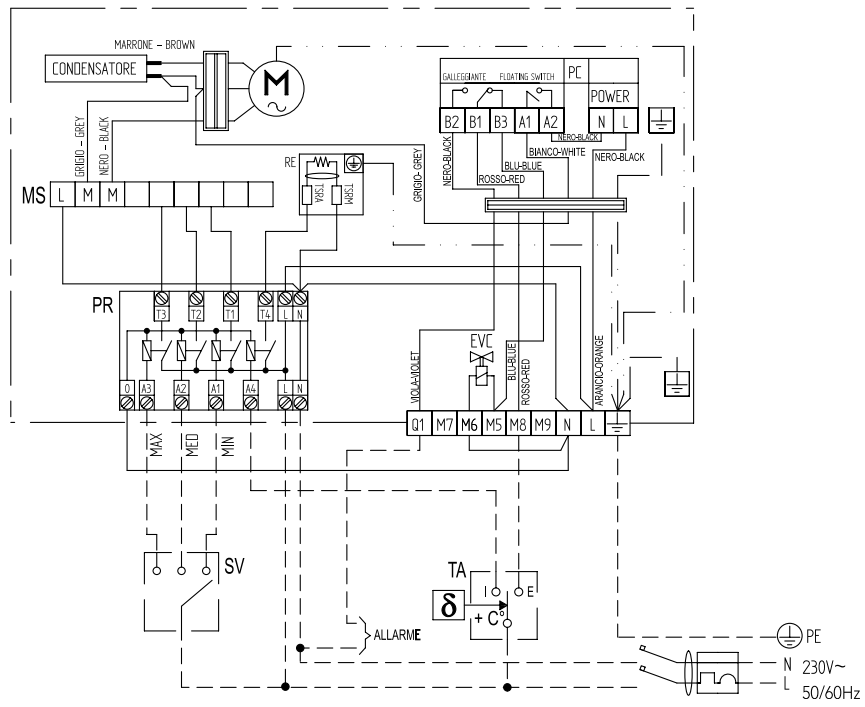 MARRONE - BROWN
CONDENSATORE
M
~
GRIGIO - GREY
NERO - BLACK
GALLEGGIANTE FLOATING SWITCH PC
POWER
B2 B1 B3 A1 A2 N L
NERO-BLACK
BIANCO-WHITE
NERO-BLACK
BLU-BLUE
ROSSO-RED
NERO-BLACK
GRIGIO- GREY
RE
TSRA
TSRM
MS L M M
PR
T3 T2 T1 T4 L N
0 A3 A2 A1 A4 L N
EVC
VIOLA-VIOLET
BLU-BLUE
ROSSO-RED
ARANCIO-ORANGE
Q1 M7 M6 M5 M8 M9 N L
MAX
MED
MIN
SV
TA
I E
δ
+ C°
ALLARME
PE
N 230V~
L 50/60Hz